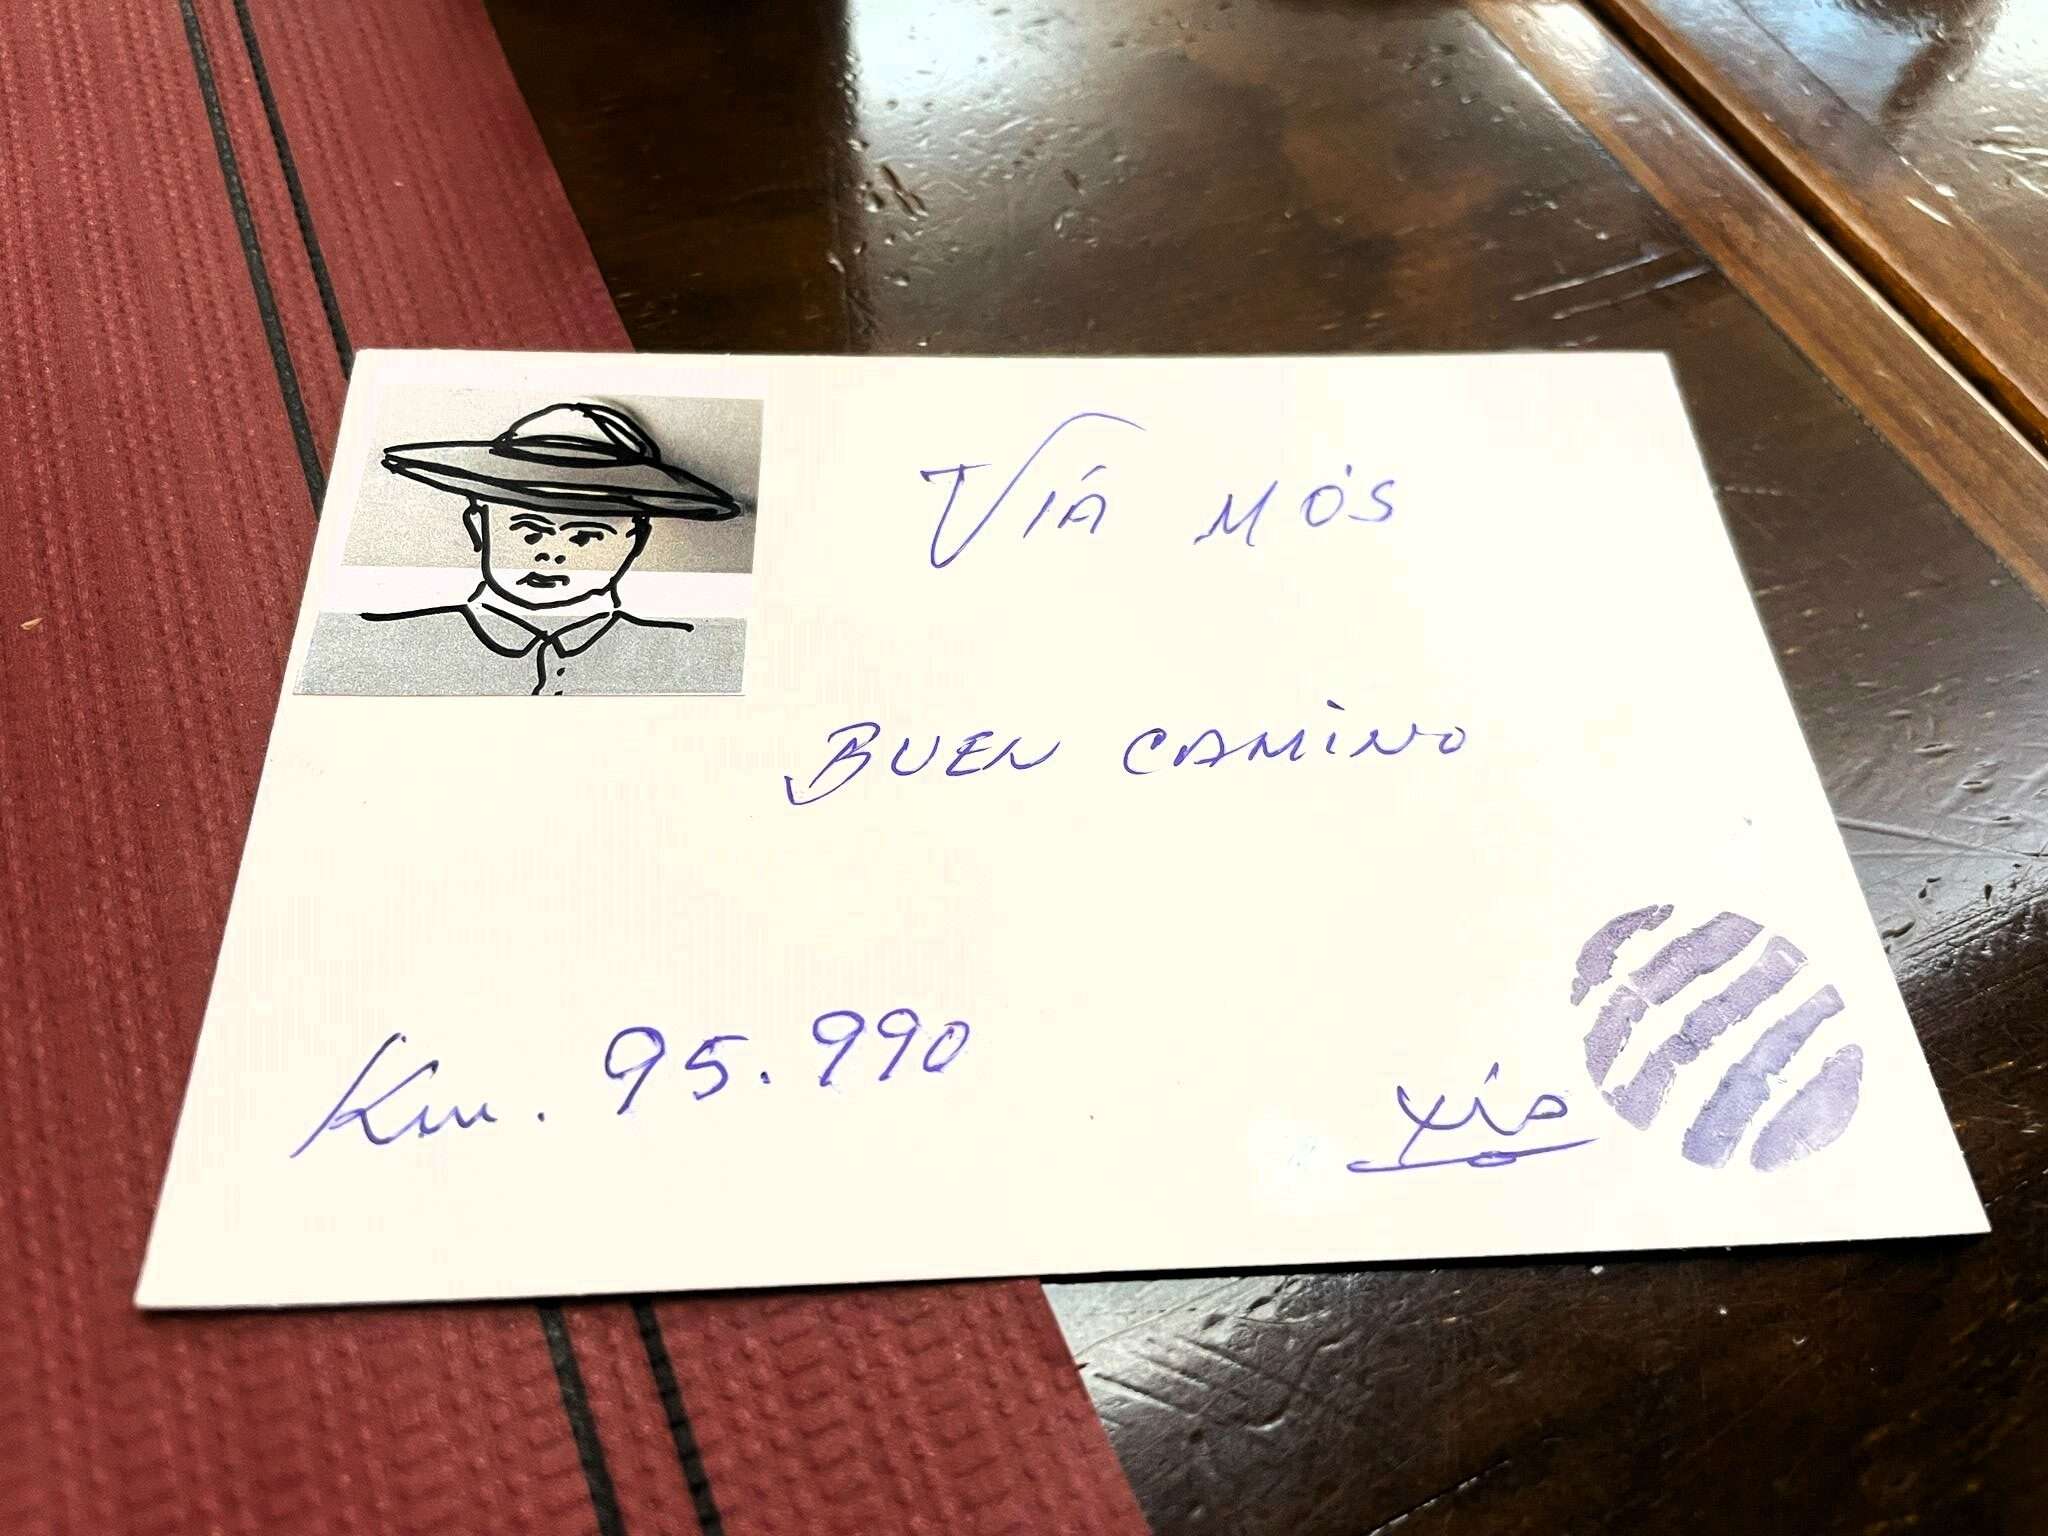 VIÁ MÓS
BUEN CAMINO
Km. 95.990